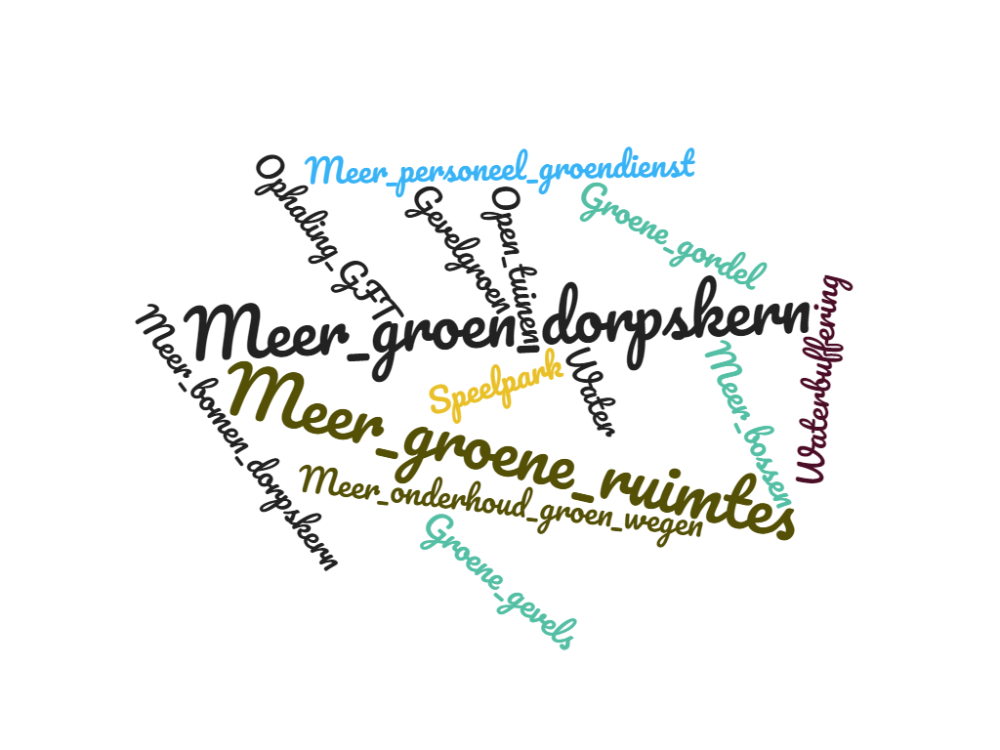 Meer_personeel_groendienst
Ophaling_GFT
Gevelgroen
Open_tuinen
Groene_gordel
Meer_groen_dorpskern
Waterbuffering
Meer_bomen_dorpskern
Speelpark
Water
Meer_bossen
Meer_groene_ruimtes
Meer_onderhoud_groen_wegen
Groene_gevels